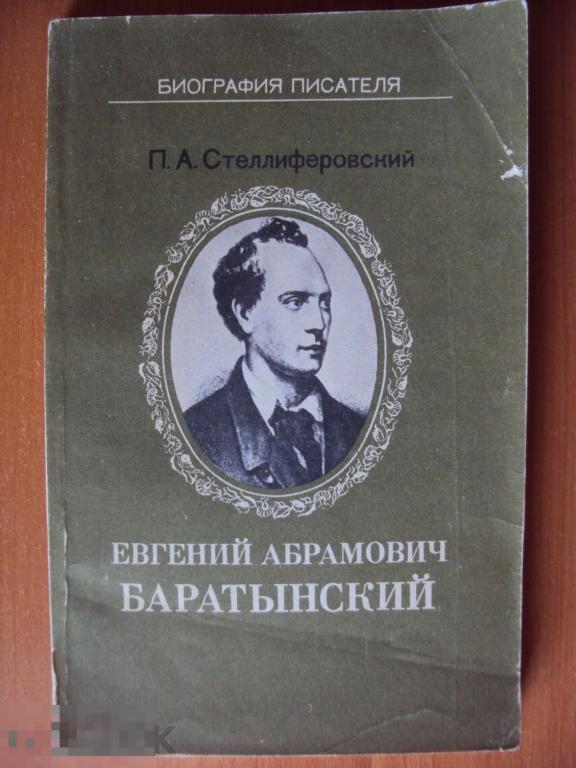 БИОГРАФИЯ ПИСАТЕЛЯ
П. А. Стеллиферовский
ЕВГЕНИЙ АБРАМОВИЧ
БАРАТЫНСКИЙ